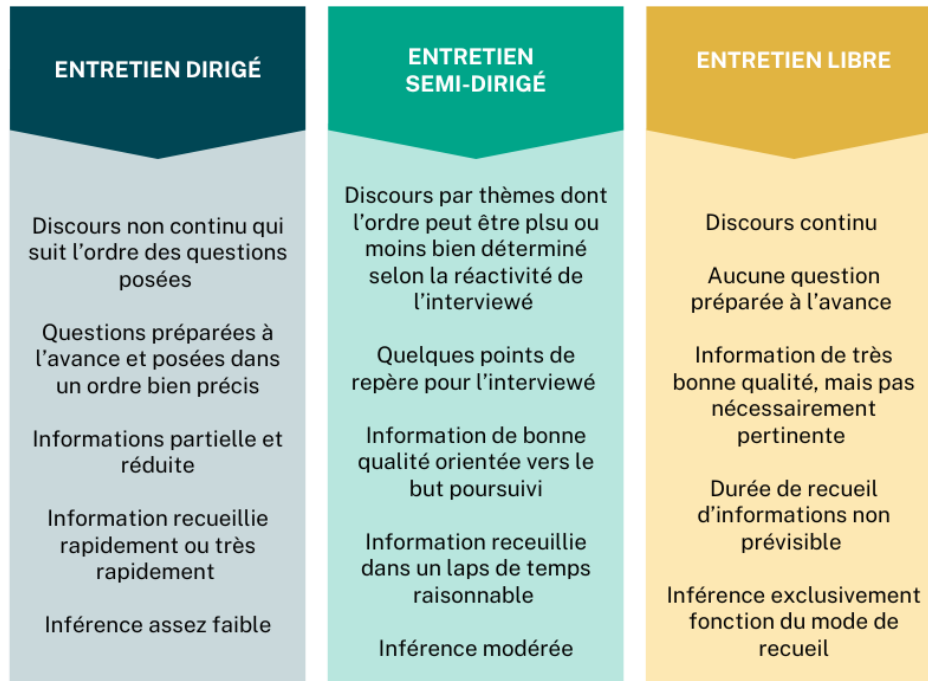 ENTRETIEN DIRIGÉ
Discours non continu qui
suit l'ordre des questions
posées
Questions préparées à
l'avance et posées dans
un ordre bien précis
Informations partielle et
réduite
Information recueillie
rapidement ou très
rapidement
Inférence assez faible
ENTRETIEN
SEMI-DIRIGÉ
Discours par thèmes dont
l'ordre peut être plsu ou
moins bien déterminé
selon la réactivité de
l'interviewé
Quelques points de
repère pour l'interviewé
Information de bonne
qualité orientée vers le
but poursuivi
Information receuillie
dans un laps de temps
raisonnable
Inférence modérée
ENTRETIEN LIBRE
Discours continu
Aucune question
préparée à l'avance
Information de très
bonne qualité, mais pas
nécessairement
pertinente
Durée de recueil
d'informations non
prévisible
Inférence exclusivement
fonction du mode de
recueil